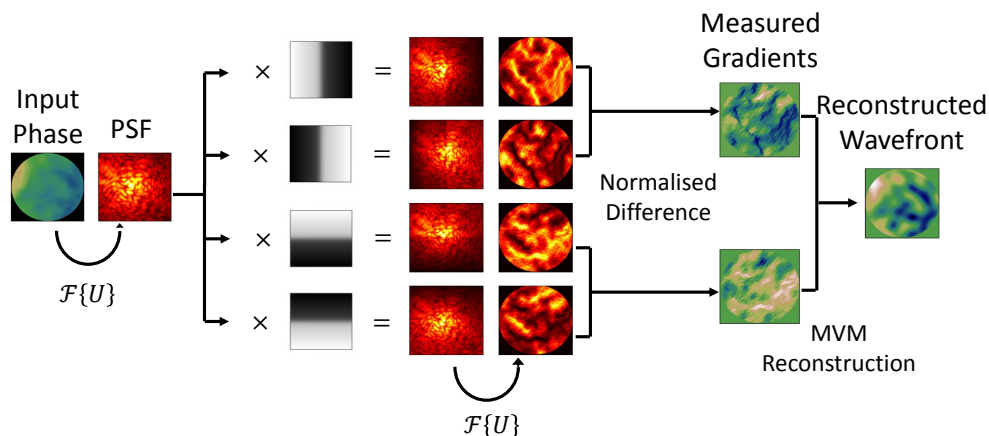 Measured
Gradients
Input
Phase
PSF
Reconstructed
Wavefront
× =
× =
× =
× =
Normalised
Difference
ℱ{U}
ℱ{U}
MVM
Reconstruction